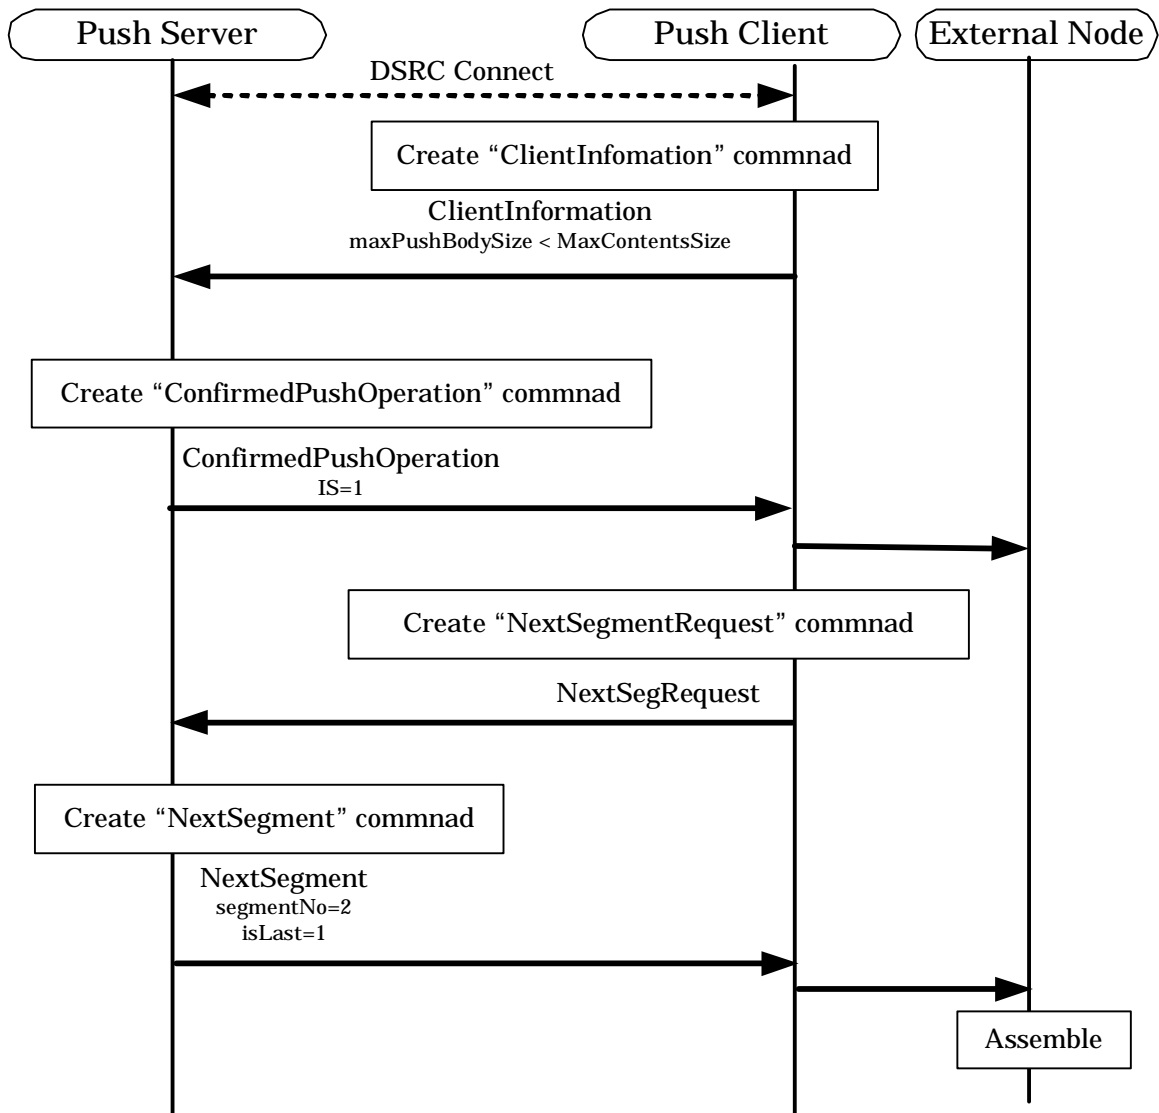 Push Server
Push Client
External Node
DSRC Connect
Create “ClientInfomation” commnad
ClientInformation
maxPushBodySize < MaxContentsSize
Create “ConfirmedPushOperation” commnad
ConfirmedPushOperation
IS=1
Create “NextSegmentRequest” commnad
NextSegRequest
Create “NextSegment” commnad
NextSegment
segmentNo=2
isLast=1
Assemble